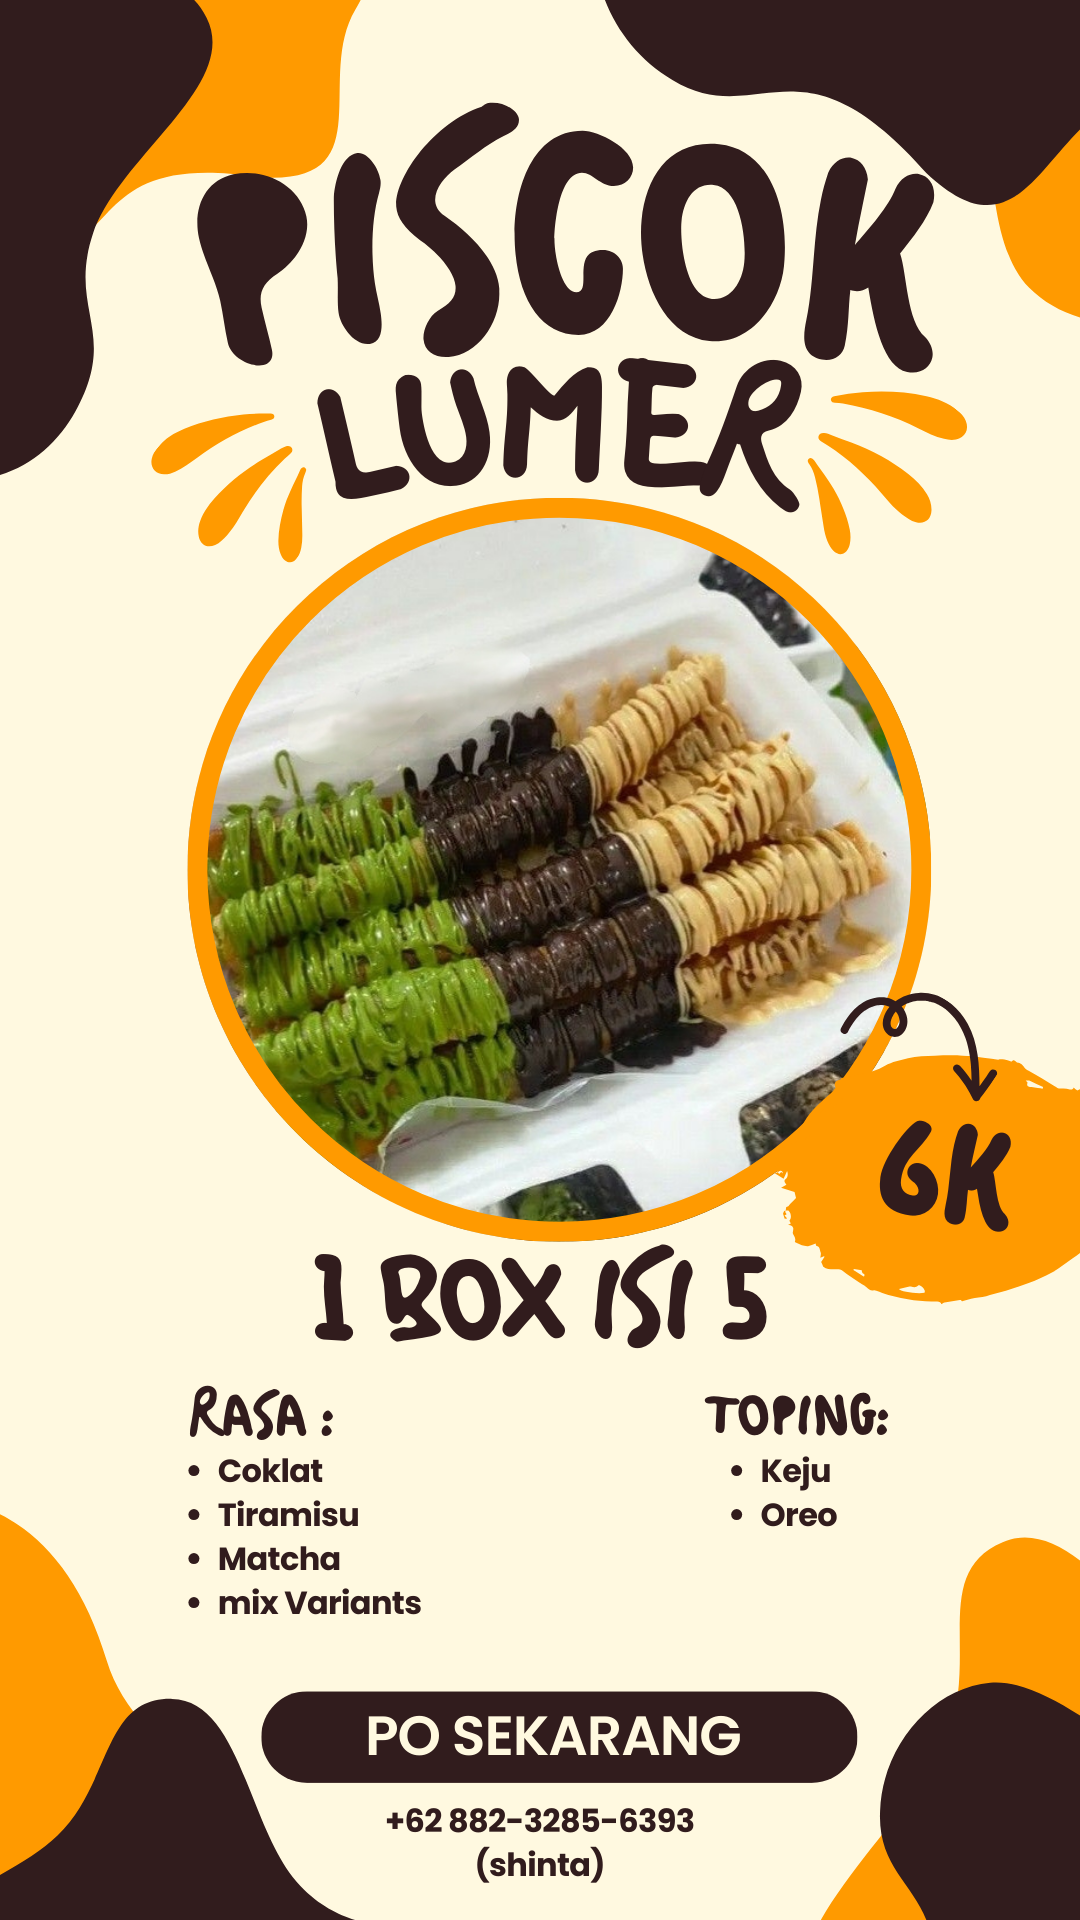 PISCOK
LUMER
6K
1 BOX ISI 5
RASA :
• Coklat
• Tiramisu
• Matcha
• mix Variants
TOPING:
• Keju
• Oreo
PO SEKARANG
+62 882-3285-6393
(shinta)